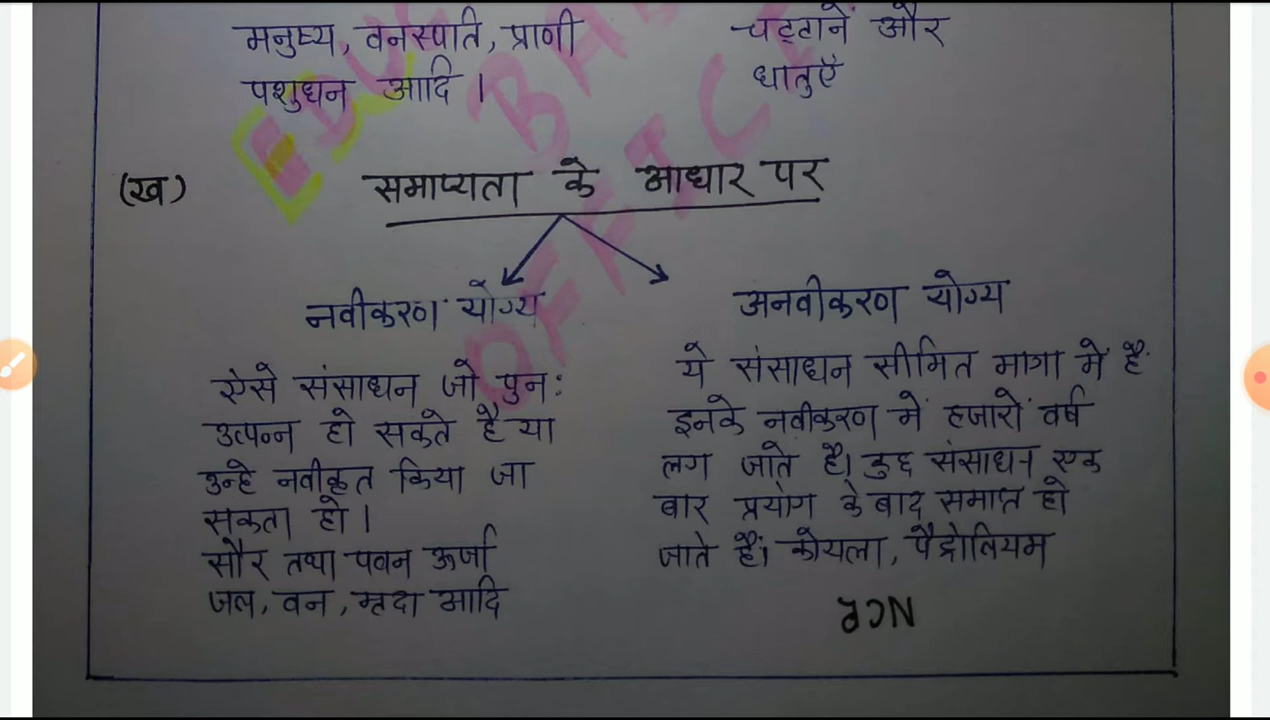 मनुष्य, वनस्पति, प्राणी
पशुधन आदि ।
चट्टानें और
धातुएँ
(ख) समाप्यता के आधार पर
नवीकरण योग्य
ऐसे संसाधन जो पुनः
उत्पन्न हो सकते है या
उन्हे नवीकृत किया जा
सकता हो ।
सौर तथा पवन ऊर्जा
जल, वन, मृदा आदि
अनवीकरण योग्य
ये संसाधन सीमित मात्रा में हैं
इनके नवीकरण में हजारों वर्ष
लग जाते है। कुछ संसाधन एक
बार प्रयोग के बाद समाप्त हो
जाते हैं। कोयला, पैट्रोलियम
EDU
OFFICE